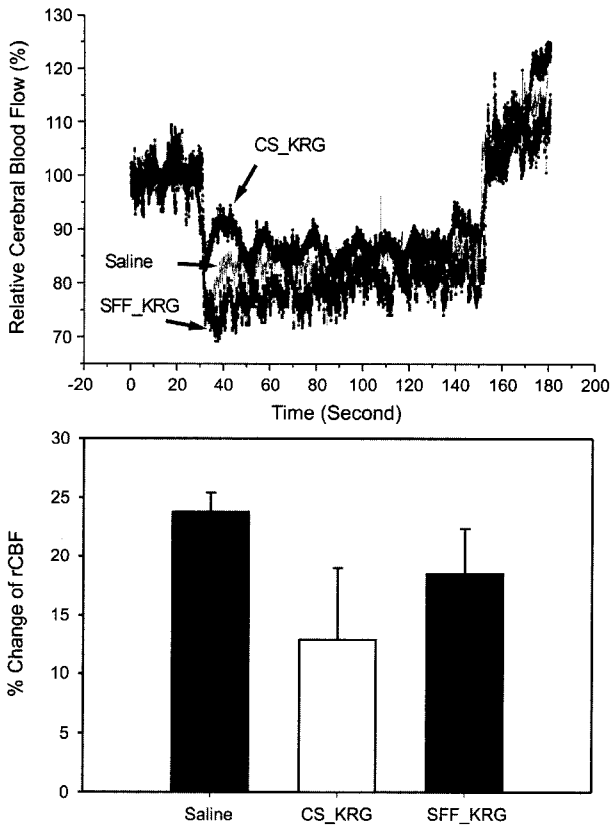 Relative Cerebral Blood Flow (%)
130
120
110
100
90
80
70
CS_KRG
Saline
SFF_KRG
-20 0 20 40 60 80 100 120 140 160 180 200
Time (Second)
% Change of rCBF
30
25
20
15
10
5
0
Saline CS_KRG SFF_KRG